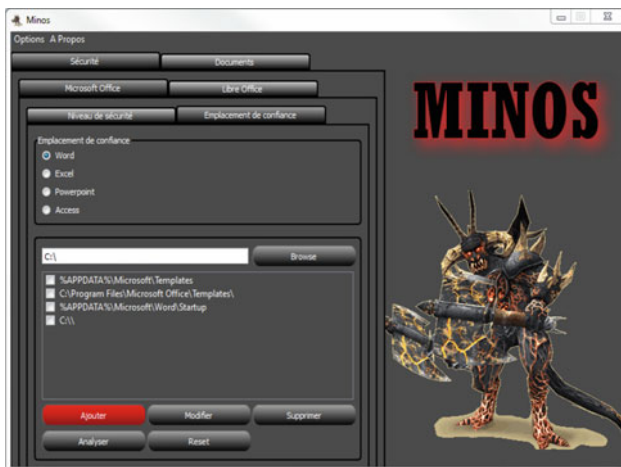 Minos
Options A Propos
Sécurité Documents
Microsoft Office Libre Office
Niveau de sécurité Emplacement de confiance
Emplacement de confiance
Word
Excel
Powerpoint
Access
C:\ Browse
%APPDATA%\Microsoft\Templates
C:\Program Files\Microsoft Office\Templates\
%APPDATA%\Microsoft\Word\Startup
C:\\
Ajouter Modifier Supprimer
Analyser Reset
MINOS